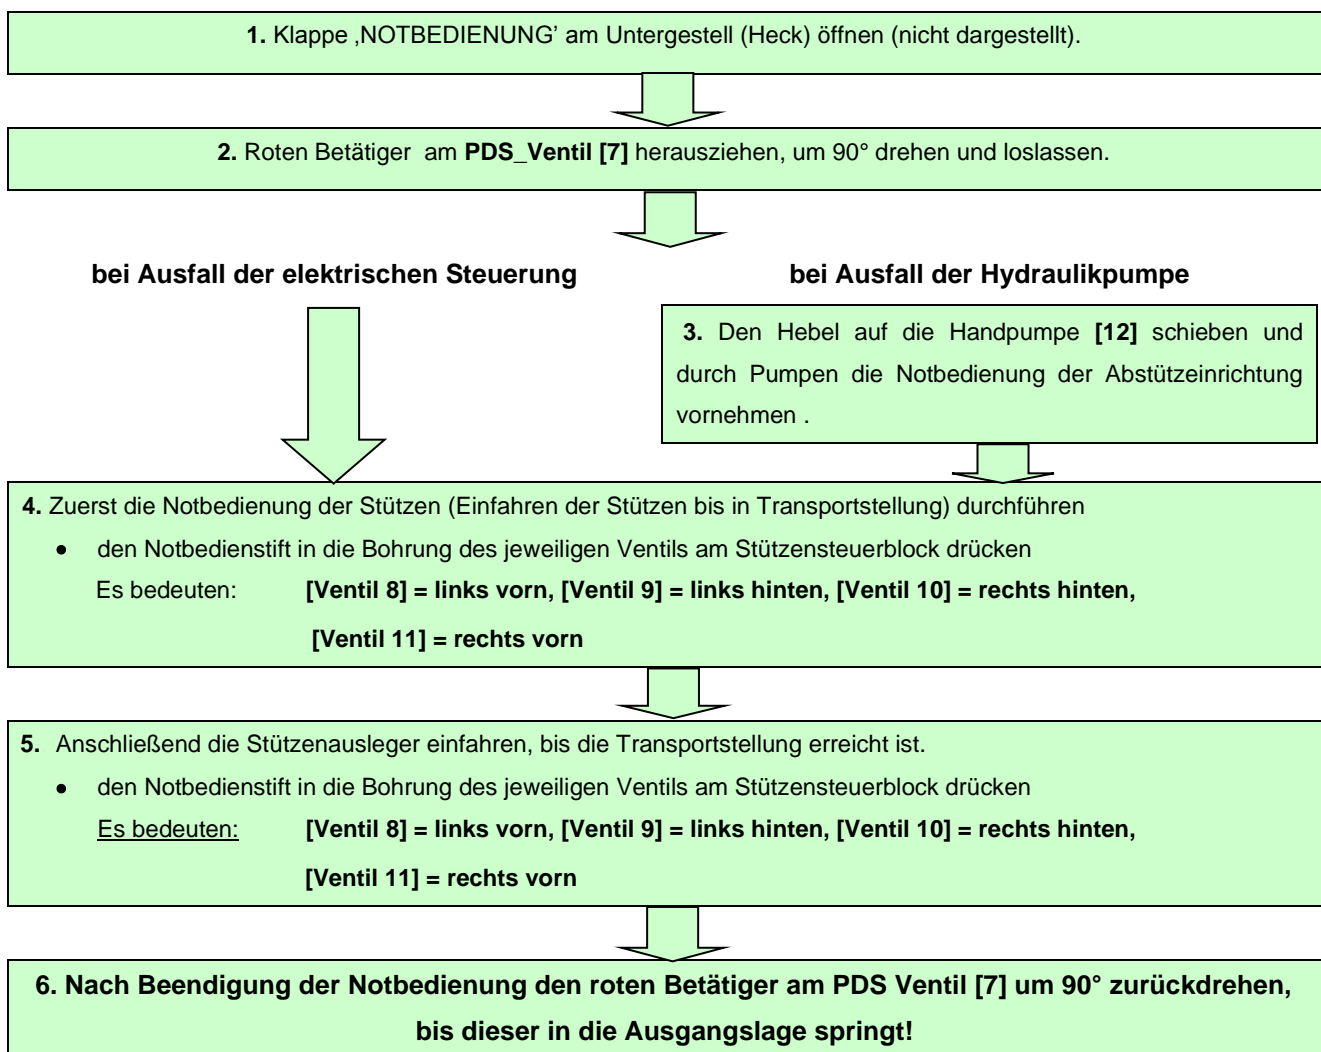 1. Klappe ‚NOTBEDIENUNG' am Untergestell (Heck) öffnen (nicht dargestellt).
2. Roten Betätiger am PDS_Ventil [7] herausziehen, um 90° drehen und loslassen.
bei Ausfall der elektrischen Steuerung
bei Ausfall der Hydraulikpumpe
3. Den Hebel auf die Handpumpe [12] schieben und
durch Pumpen die Notbedienung der Abstützeinrichtung
vornehmen .
4. Zuerst die Notbedienung der Stützen (Einfahren der Stützen bis in Transportstellung) durchführen
• den Notbedienstift in die Bohrung des jeweiligen Ventils am Stützensteuerblock drücken
Es bedeuten: [Ventil 8] = links vorn, [Ventil 9] = links hinten, [Ventil 10] = rechts hinten,
[Ventil 11] = rechts vorn
5. Anschließend die Stützenausleger einfahren, bis die Transportstellung erreicht ist.
• den Notbedienstift in die Bohrung des jeweiligen Ventils am Stützensteuerblock drücken
Es bedeuten: [Ventil 8] = links vorn, [Ventil 9] = links hinten, [Ventil 10] = rechts hinten,
[Ventil 11] = rechts vorn
6. Nach Beendigung der Notbedienung den roten Betätiger am PDS Ventil [7] um 90° zurückdrehen,
bis dieser in die Ausgangslage springt!